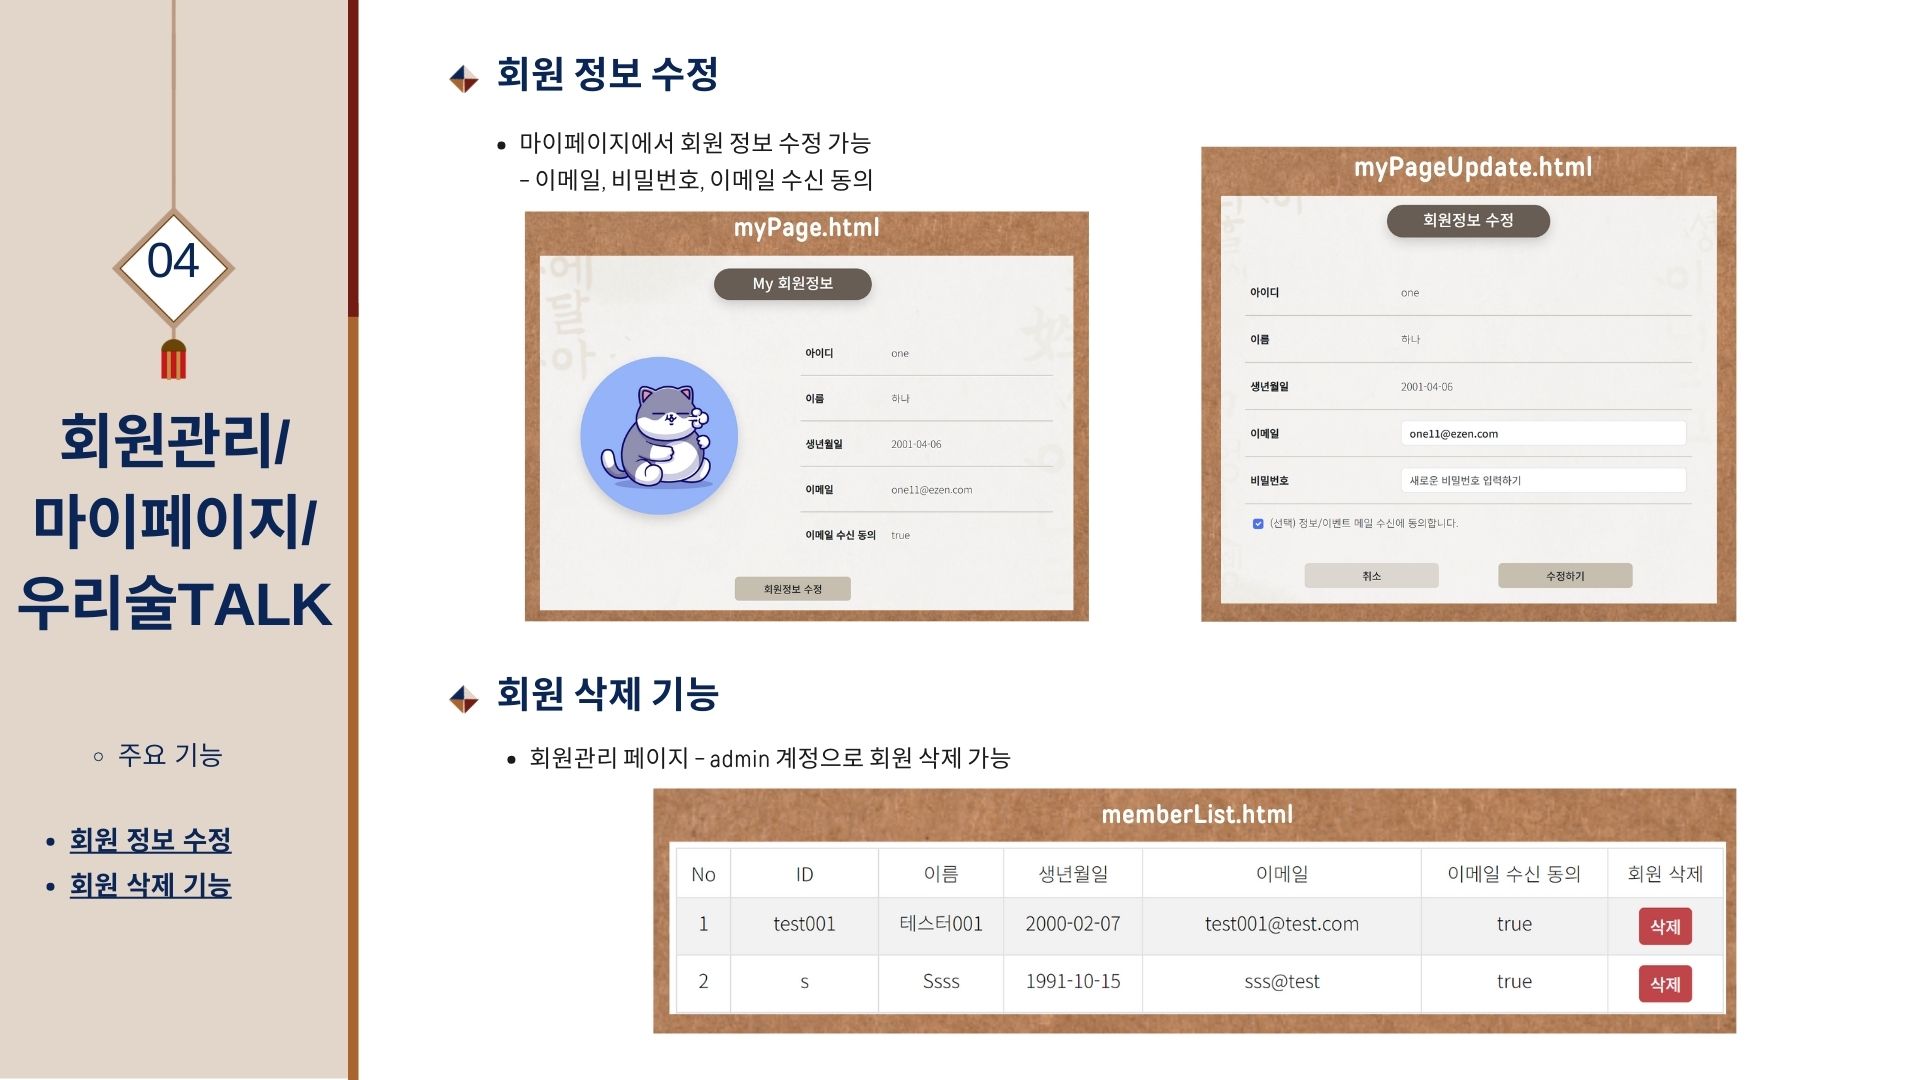 04
회원관리/
마이페이지/
우리술TALK
주요 기능
회원 정보 수정
회원 삭제 기능
회원 정보 수정
마이페이지에서 회원 정보 수정 가능
- 이메일, 비밀번호, 이메일 수신 동의
myPage.html
My 회원정보
아이디 one
이름 하나
생년월일 2001-04-06
이메일 one11@ezen.com
이메일 수신 동의 true
회원정보 수정
myPageUpdate.html
회원정보 수정
아이디 one
이름 하나
생년월일 2001-04-06
이메일 one11@ezen.com
비밀번호 새로운 비밀번호 입력하기
(선택) 정보/이벤트 메일 수신에 동의합니다.
취소 수정하기
회원 삭제 기능
회원관리 페이지 - admin 계정으로 회원 삭제 가능
memberList.html
No ID 이름 생년월일 이메일 이메일 수신 동의 회원 삭제
1 test001 테스터001 2000-02-07 test001@test.com true 삭제
2 s Ssss 1991-10-15 sss@test true 삭제